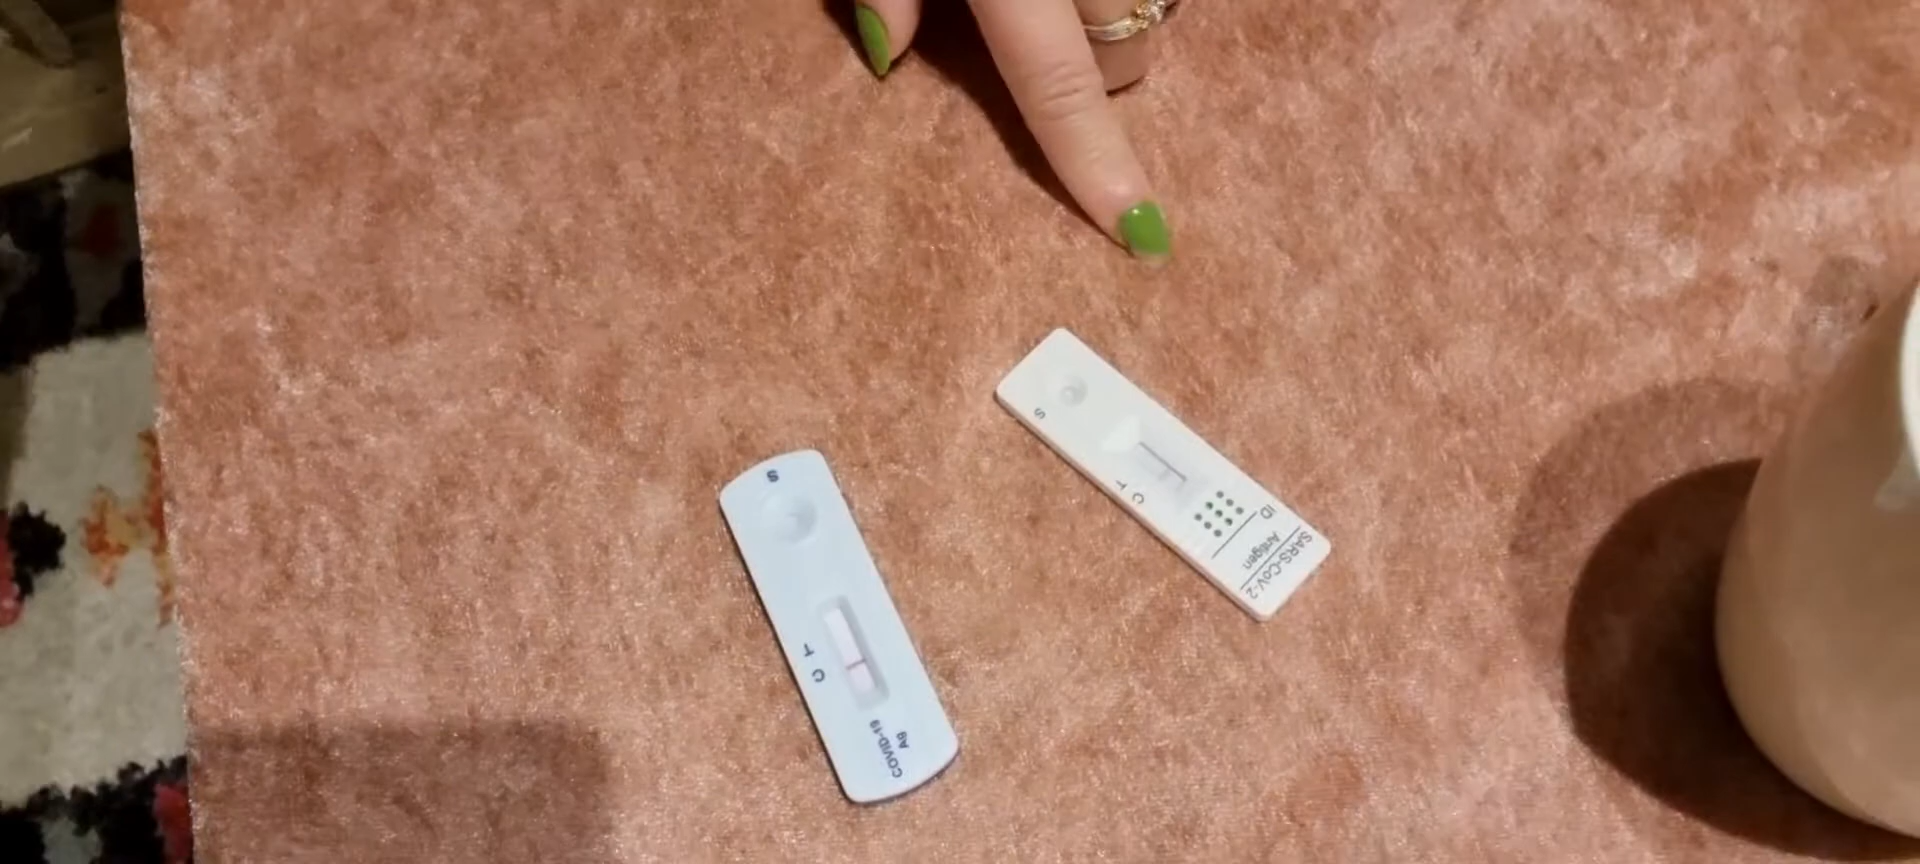 S
T
C
COVID-19
Ag
S
T
C
ID
Antigen
SARS-CoV-2